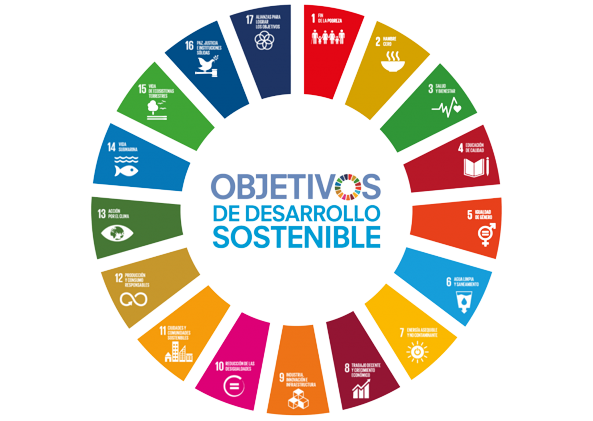 OBJETIVOS
DE DESARROLLO
SOSTENIBLE
1 FIN
DE LA POBREZA
2 HAMBRE
CERO
3 SALUD
Y BIENESTAR
4 EDUCACIÓN
DE CALIDAD
5 IGUALDAD
DE GÉNERO
6 AGUA LIMPIA
Y SANEAMIENTO
7 ENERGÍA ASEQUIBLE
Y NO CONTAMINANTE
8 TRABAJO DECENTE
Y CRECIMIENTO
ECONÓMICO
9 INDUSTRIA,
INNOVACIÓN E
INFRAESTRUCTURA
10 REDUCCIÓN DE LAS
DESIGUALDADES
11 CIUDADES Y
COMUNIDADES
SOSTENIBLES
12 PRODUCCIÓN
Y CONSUMO
RESPONSABLES
13 ACCIÓN
POR EL CLIMA
14 VIDA
SUBMARINA
15 VIDA
DE ECOSISTEMAS
TERRESTRES
16 PAZ, JUSTICIA
E INSTITUCIONES
SÓLIDAS
17 ALIANZAS PARA
LOGRAR
LOS OBJETIVOS